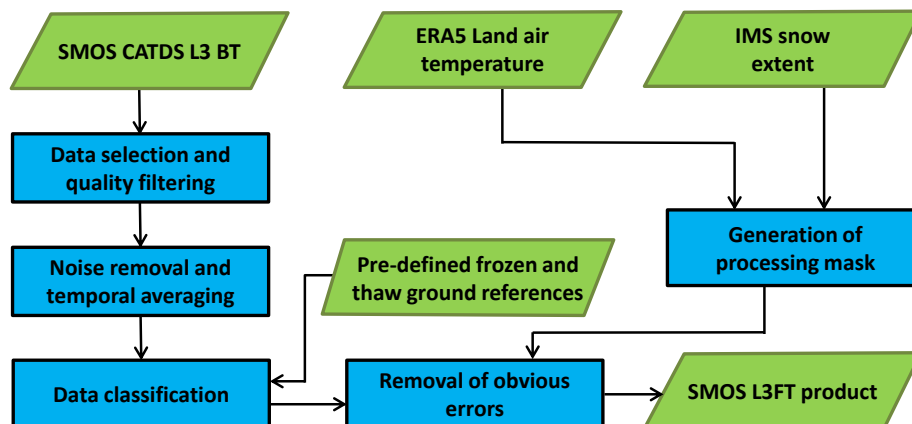 SMOS CATDS L3 BT
ERA5 Land air
temperature
IMS snow
extent
Data selection and
quality filtering
Noise removal and
temporal averaging
Pre-defined frozen and
thaw ground references
Generation of
processing mask
Data classification
Removal of obvious
errors
SMOS L3FT product